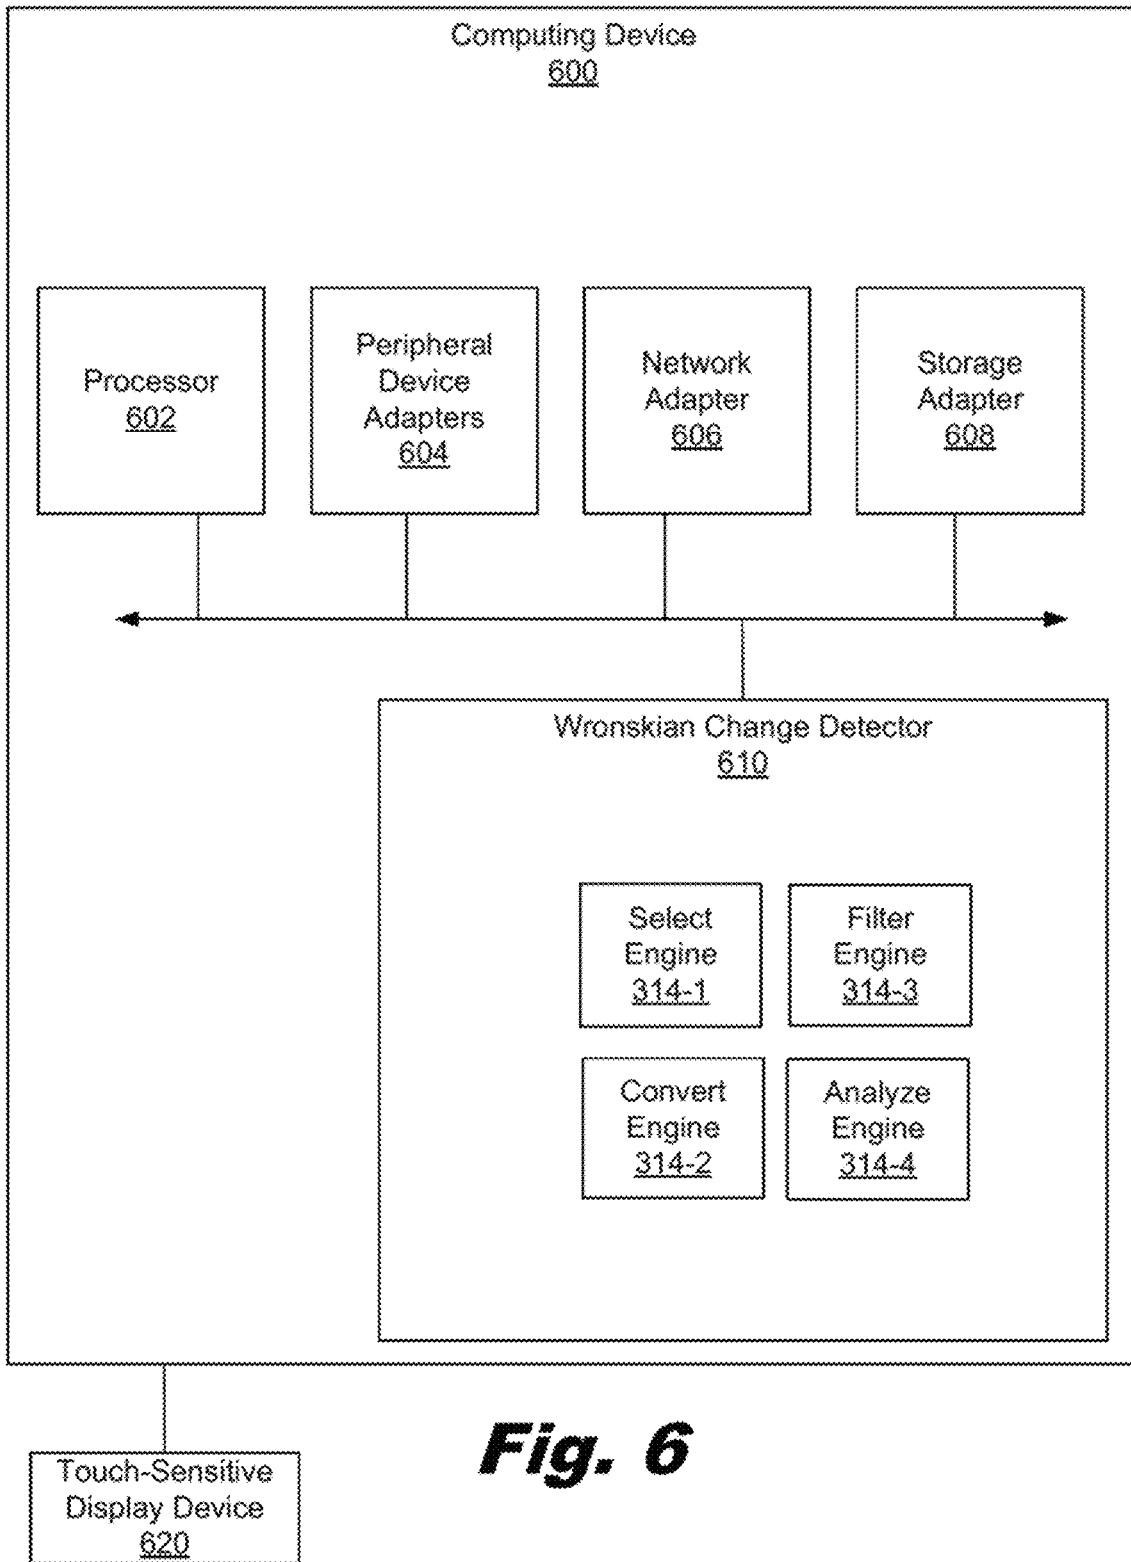 Computing Device
600
Processor
602
Peripheral
Device
Adapters
604
Network
Adapter
606
Storage
Adapter
608
Wronskian Change Detector
610
Select
Engine
314-1
Filter
Engine
314-3
Convert
Engine
314-2
Analyze
Engine
314-4
Touch-Sensitive
Display Device
620
Fig. 6